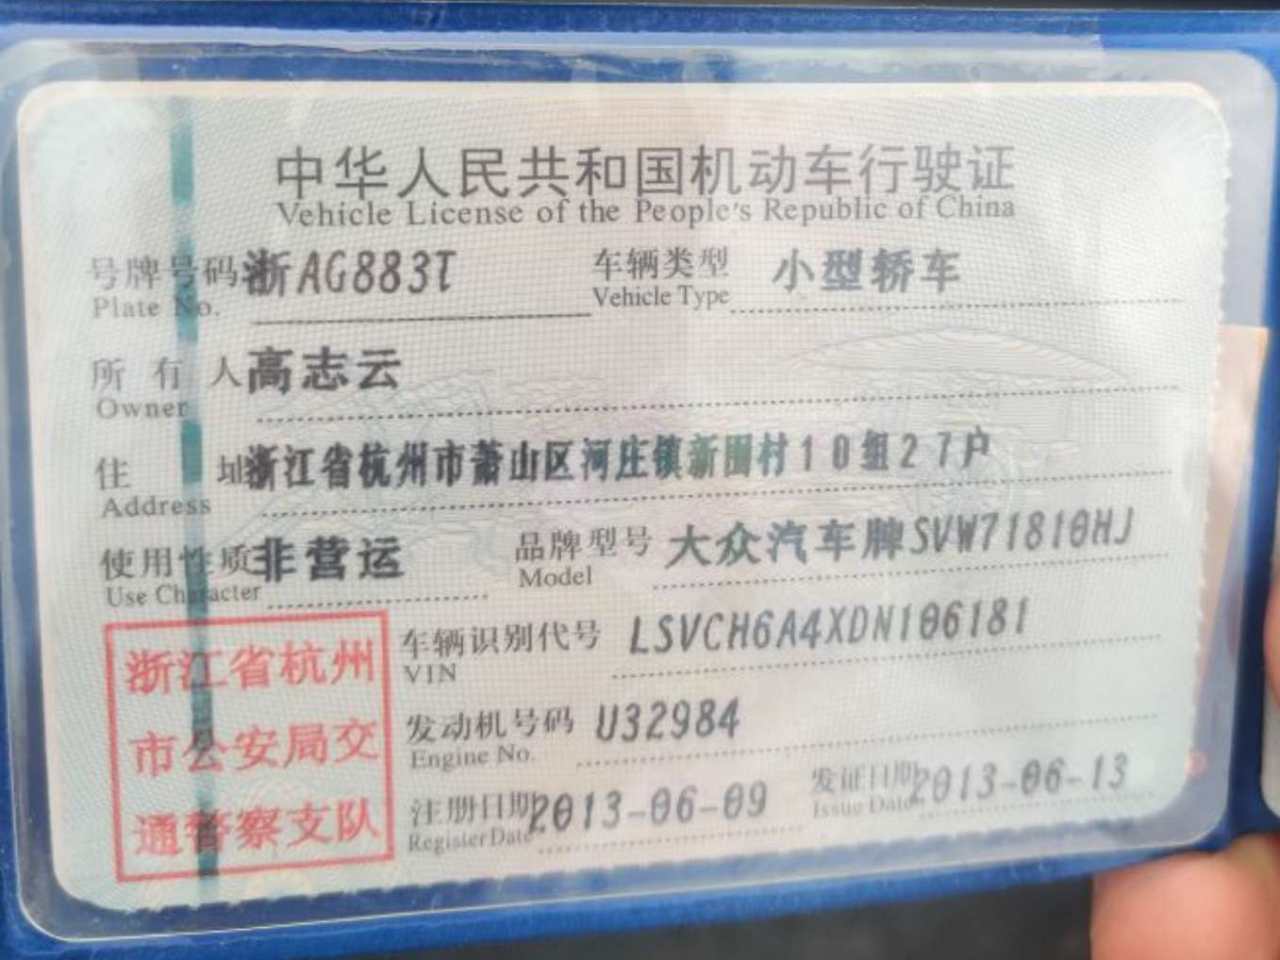 中华人民共和国机动车行驶证
Vehicle License of the People's Republic of China
号牌号码 浙AG883T 车辆类型 小型轿车
Plate No. Vehicle Type
所有人 高志云
Owner
住址 浙江省杭州市萧山区河庄镇新围村10组27户
Address
使用性质 非营运 品牌型号 大众汽车牌SVW71810HJ
Use Character Model
浙江省杭州
市公安局交
通警察支队
车辆识别代号 LSVCH6A4XDN106181
VIN
发动机号码 U32984
Engine No.
注册日期 2013-06-09 发证日期 2013-06-13
Register Date Issue Date